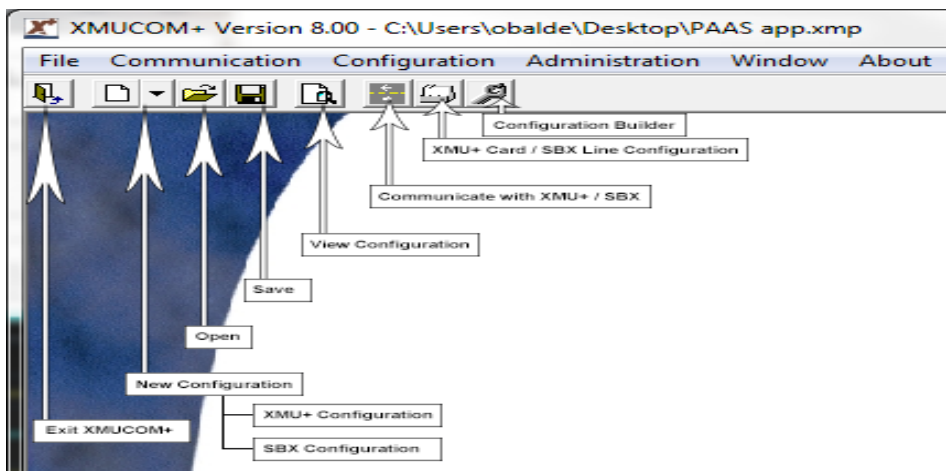 XMUCOM+ Version 8.00 - C:\Users\obalde\Desktop\PAAS app.xmp
File Communication Configuration Administration Window About
Configuration Builder
XMU+ Card / SBX Line Configuration
Communicate with XMU+ / SBX
View Configuration
Save
Open
New Configuration
XMU+ Configuration
Exit XMUCOM+
SBX Configuration